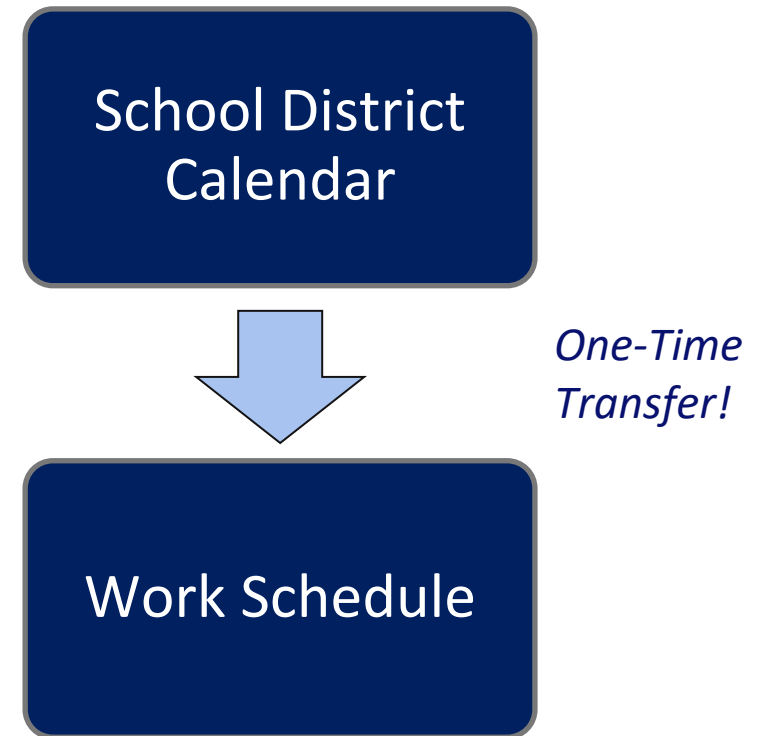 School District
Calendar
One-Time
Transfer!
Work Schedule